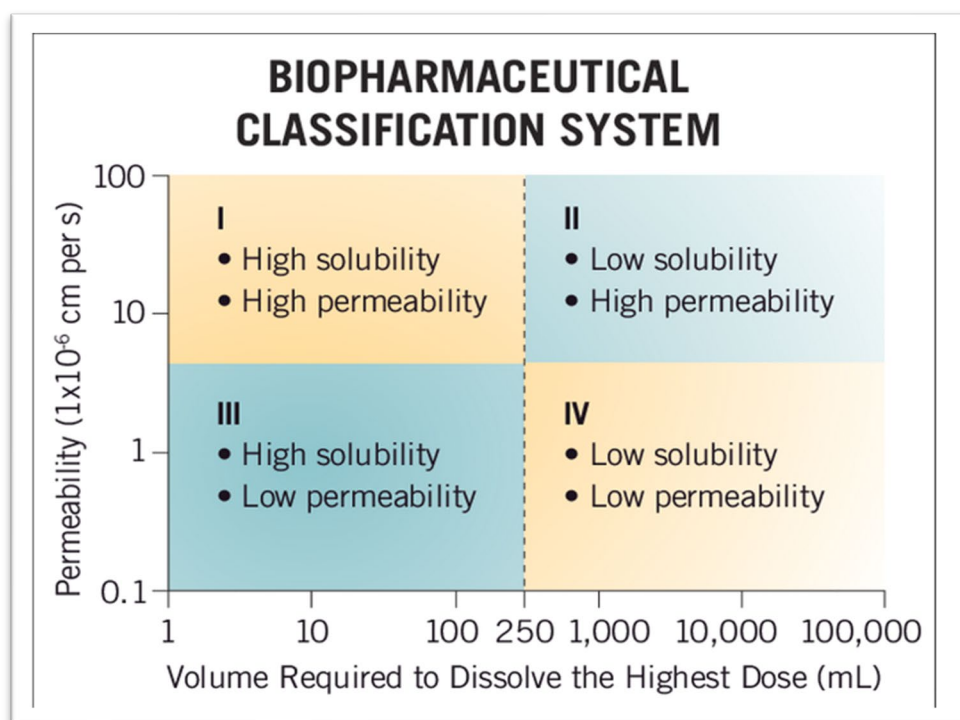 BIOPHARMACEUTICAL
CLASSIFICATION SYSTEM
Permeability (1x10⁻⁶ cm per s)
100
10
1
0.1
I
• High solubility
• High permeability
II
• Low solubility
• High permeability
III
• High solubility
• Low permeability
IV
• Low solubility
• Low permeability
1 10 100 250 1,000 10,000 100,000
Volume Required to Dissolve the Highest Dose (mL)